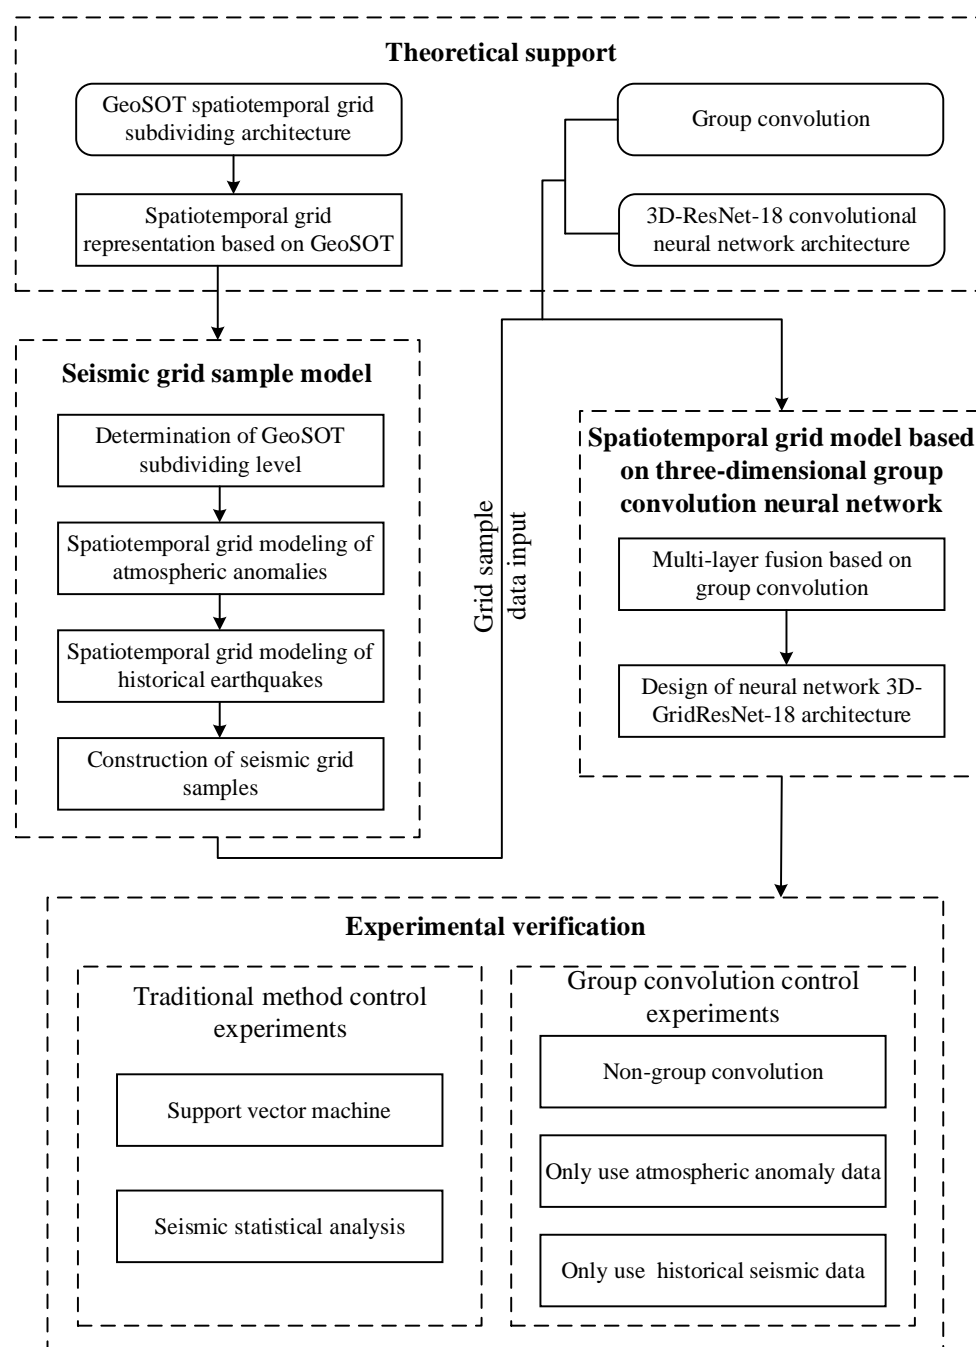 Theoretical support
GeoSOT spatiotemporal grid
subdividing architecture
Spatiotemporal grid
representation based on GeoSOT
Group convolution
3D-ResNet-18 convolutional
neural network architecture
Seismic grid sample model
Determination of GeoSOT
subdividing level
Spatiotemporal grid modeling of
atmospheric anomalies
Spatiotemporal grid modeling of
historical earthquakes
Construction of seismic grid
samples
Grid sample
data input
Spatiotemporal grid model based
on three-dimensional group
convolution neural network
Multi-layer fusion based on
group convolution
Design of neural network 3D-
GridResNet-18 architecture
Experimental verification
Traditional method control
experiments
Support vector machine
Seismic statistical analysis
Group convolution control
experiments
Non-group convolution
Only use atmospheric anomaly data
Only use historical seismic data